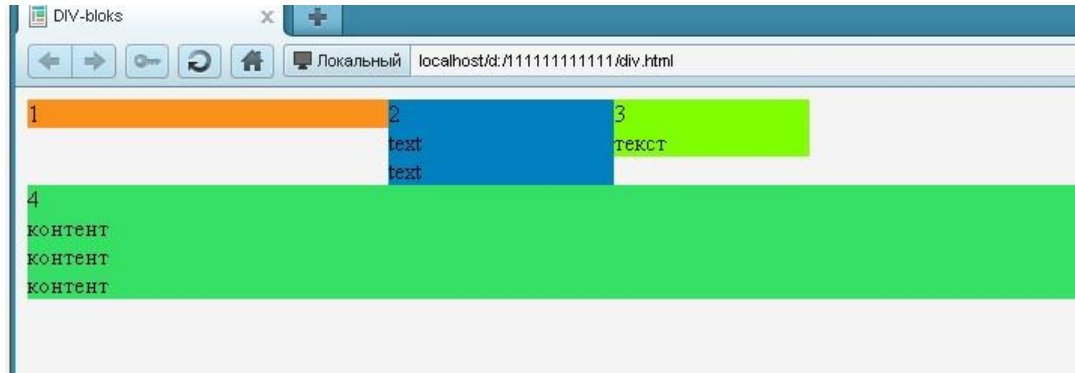 DIV-bloks
Локальный localhost/d:/111111111111/div.html
1
2
text
text
3
текст
4
контент
контент
контент